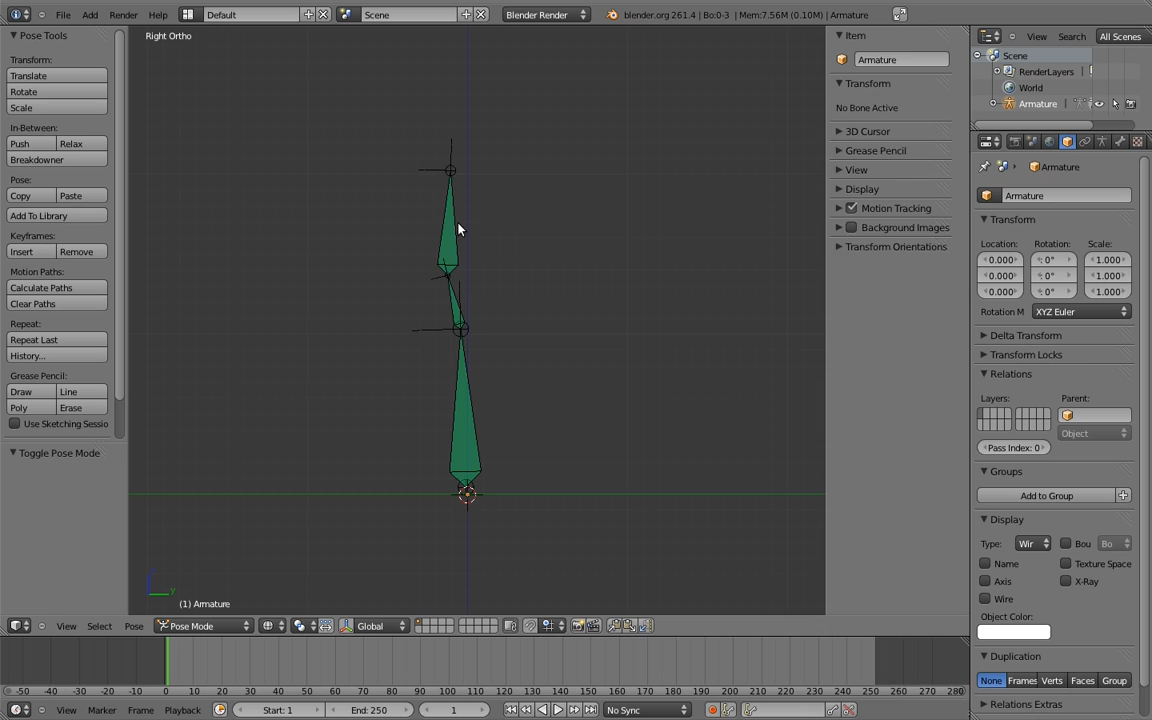 File Add Render Help Default Scene Blender Render blender.org 261.4 | Bo:0-3 | Mem:7.56M (0.10M) | Armature
Pose Tools
Transform:
Translate
Rotate
Scale
In-Between:
Push Relax
Breakdowner
Pose:
Copy Paste
Add To Library
Keyframes:
Insert Remove
Motion Paths:
Calculate Paths
Clear Paths
Repeat:
Repeat Last
History...
Grease Pencil:
Draw Line
Poly Erase
Use Sketching Sessio
Toggle Pose Mode
Right Ortho
y
(1) Armature
Item
Armature
Transform
No Bone Active
3D Cursor
Grease Pencil
View
Display
Motion Tracking
Background Images
Transform Orientations
View Search All Scenes
Scene
RenderLayers |
World
Armature
Armature
Armature
Transform
Location: Rotation: Scale:
0.000 : 0° 1.000
0.000 : 0° 1.000
0.000 : 0° 1.000
Rotation M XYZ Euler
Delta Transform
Transform Locks
Relations
Layers: Parent:
Object
Pass Index: 0
Groups
Add to Group
Display
Type: Wir Bou Bo
Name Texture Space
Axis X-Ray
Wire
Object Color:
Duplication
None Frames Verts Faces Group
Relations Extras
View Select Pose Pose Mode Global
-50 -40 -30 -20 -10 0 10 20 30 40 50 60 70 80 90 100 110 120 130 140 150 160 170 180 190 200 210 220 230 240 250 260 270 280
View Marker Frame Playback Start: 1 End: 250 1 No Sync